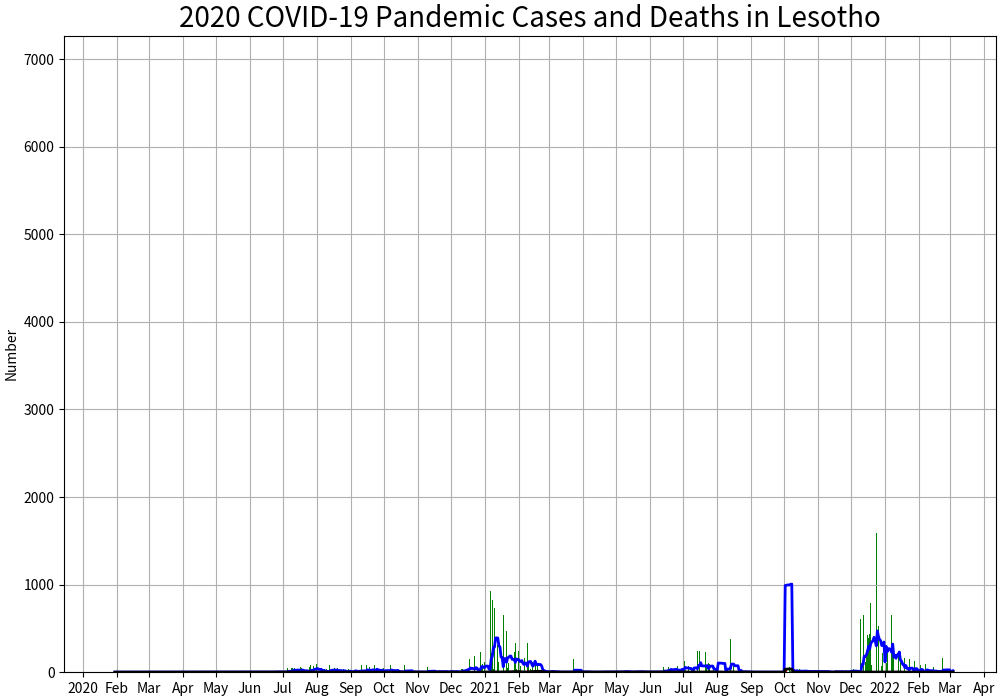 2020 COVID-19 Pandemic Cases and Deaths in Lesotho
7000
6000
5000
4000
3000
2000
1000
0
Number
2020 Feb Mar Apr May Jun Jul Aug Sep Oct Nov Dec 2021 Feb Mar Apr May Jun Jul Aug Sep Oct Nov Dec 2022 Feb Mar Apr